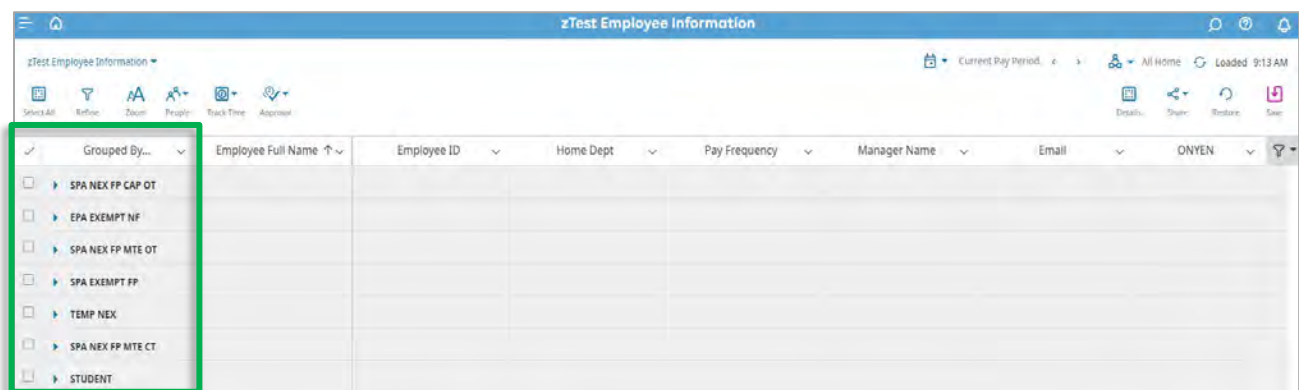 zTest Employee Information
zTest Employee Information
Current Pay Period
All Home
Loaded 9:13 AM
Select All
Refine
Zoom
People
Track Time
Approval
Details
Share
Restore
Save
Grouped By...
Employee Full Name
Employee ID
Home Dept
Pay Frequency
Manager Name
Email
ONYEN
SPA NEX FP CAP OT
EPA EXEMPT NF
SPA NEX FP MTE OT
SPA EXEMPT FP
TEMP NEX
SPA NEX FP MTE CT
STUDENT